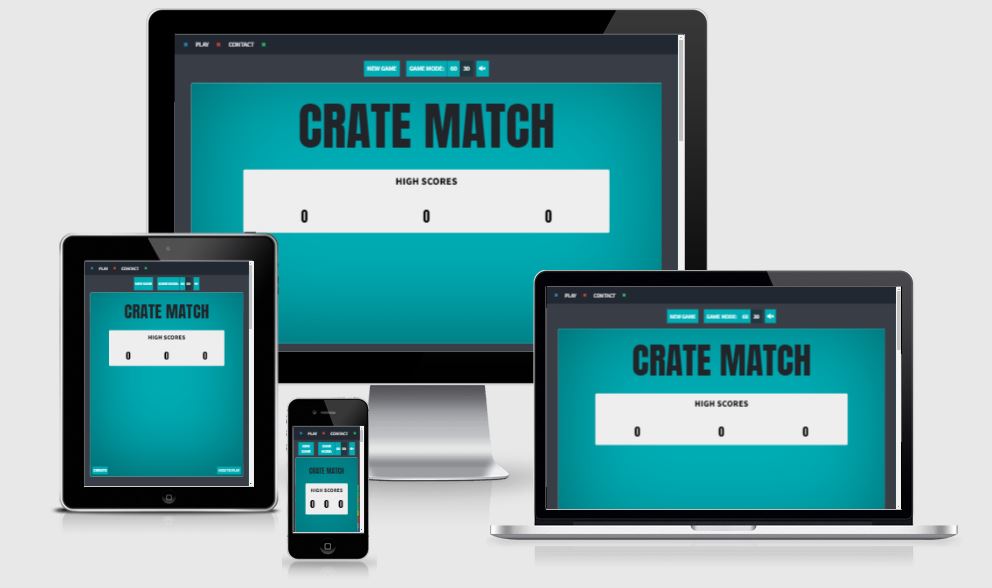 PLAY CONTACT
NEW GAME GAME MODE: 60 30
CRATE MATCH
HIGH SCORES
0 0 0
PLAY CONTACT
NEW GAME GAME MODE: 60 30
CRATE MATCH
HIGH SCORES
0 0 0
CREDITS HOW TO PLAY
PLAY CONTACT
NEW GAME GAME MODE:
CRATE MATCH
HIGH SCORES
0 0 0
PLAY CONTACT
NEW GAME GAME MODE: 60 30
CRATE MATCH
HIGH SCORES
0 0 0